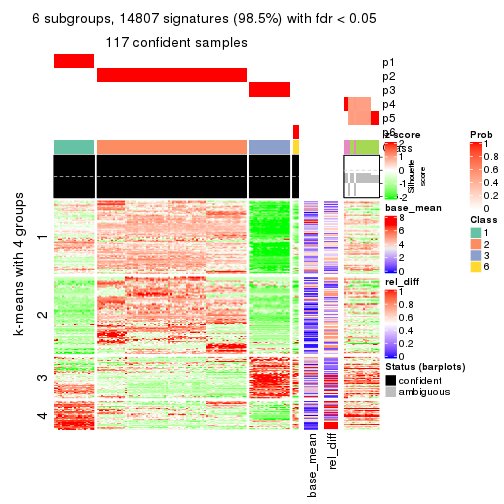 6 subgroups, 14807 signatures (98.5%) with fdr < 0.05
117 confident samples
p1
p2
p3
p4
p5
p6
Class
z-score
2
1
0
-1
-2
Silhouette
score
Prob
1
0.8
0.6
0.4
0.2
0
base_mean
8
6
4
2
0
Class
1
2
3
6
rel_diff
1
0.8
0.6
0.4
0.2
0
Status (barplots)
confident
ambiguous
k-means with 4 groups
1
2
3
4
base_mean
rel_diff